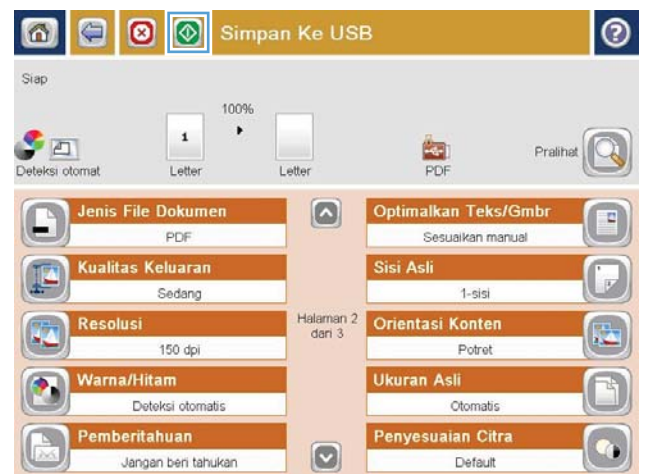 Simpan Ke USB
Siap
100%
1
Deteksi otomat
Letter
Letter
PDF
Pralihat
Jenis File Dokumen
PDF
Optimalkan Teks/Gmbr
Sesuaikan manual
Kualitas Keluaran
Sedang
Sisi Asli
1-sisi
Resolusi
150 dpi
Halaman 2
dari 3
Orientasi Konten
Potret
Warna/Hitam
Deteksi otomatis
Ukuran Asli
Otomatis
Pemberitahuan
Jangan beri tahukan
Penyesuaian Citra
Default